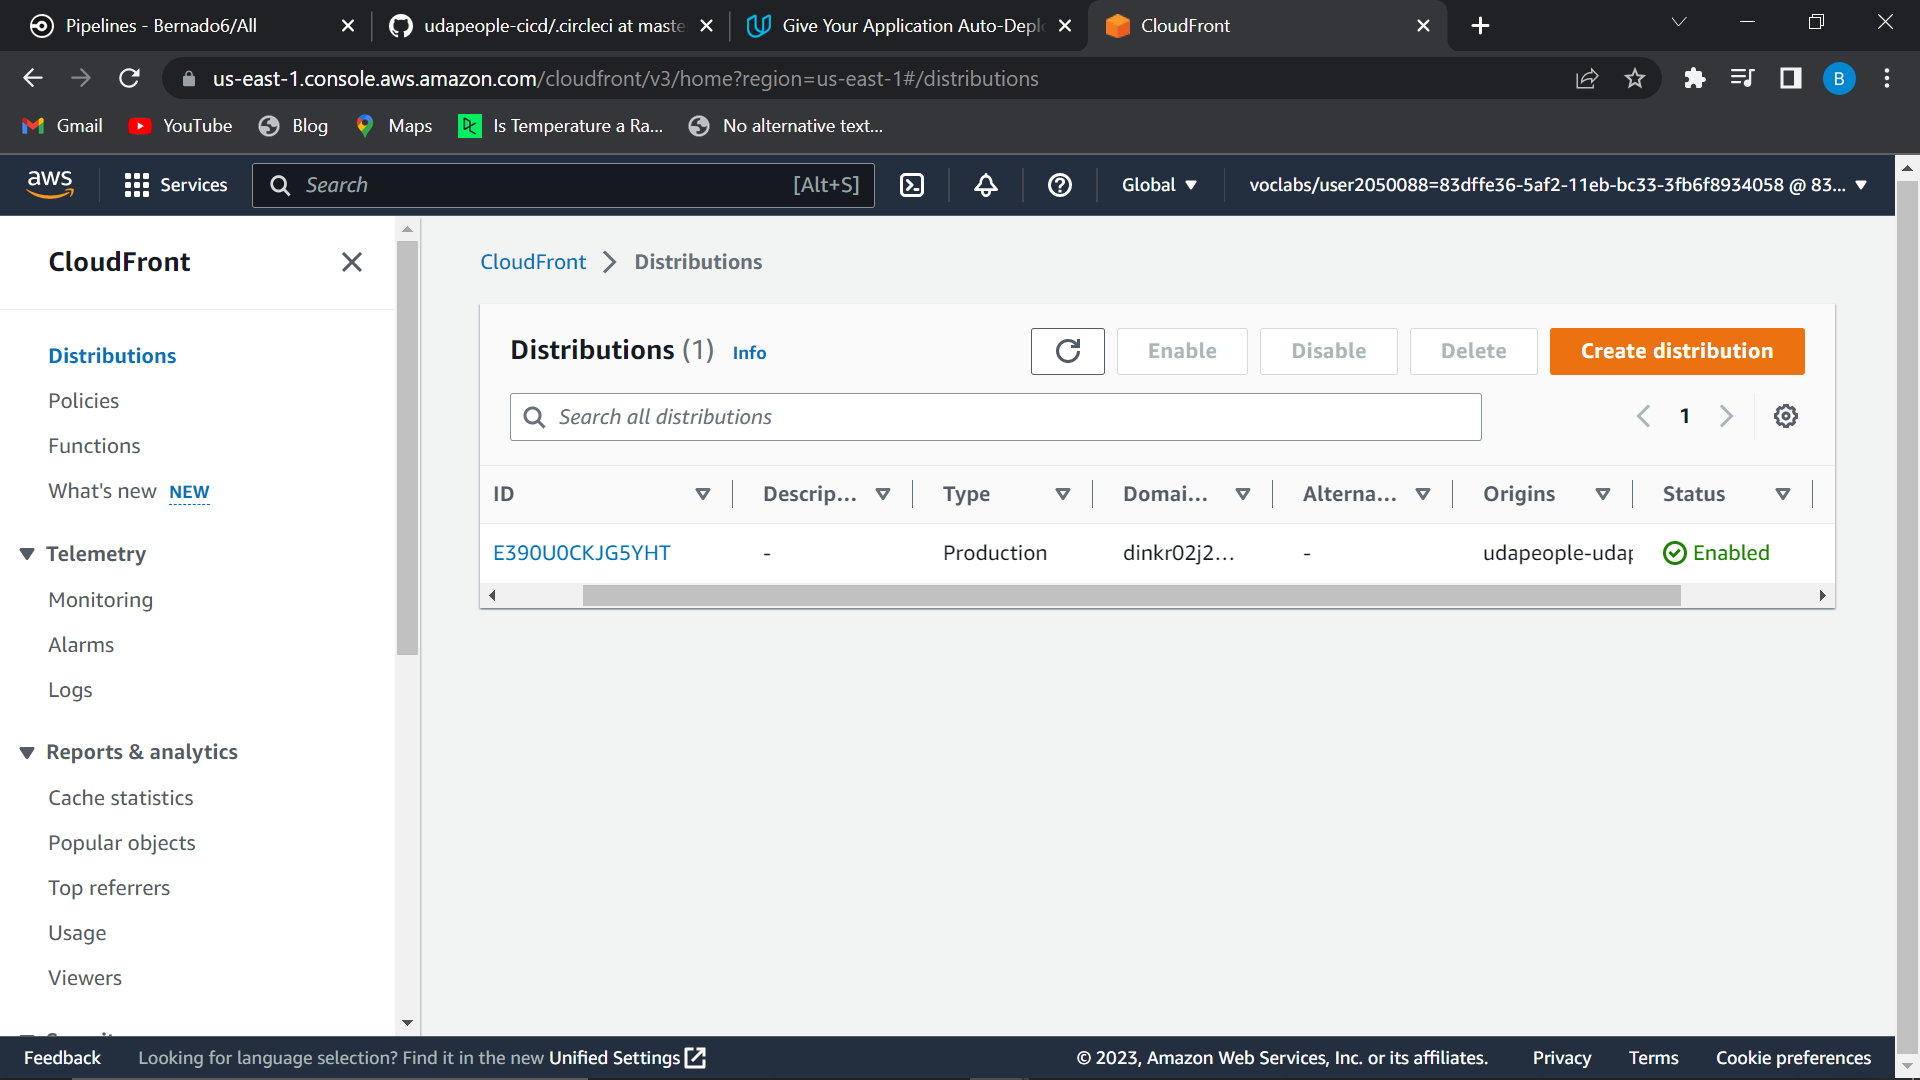 Pipelines - Bernado6/All
udapeople-cicd/.circleci at maste
Give Your Application Auto-Deplo
CloudFront
us-east-1.console.aws.amazon.com/cloudfront/v3/home?region=us-east-1#/distributions
B
Gmail
YouTube
Blog
Maps
Is Temperature a Ra...
No alternative text...
aws
Services
Search
[Alt+S]
Global
voclabs/user2050088=83dffe36-5af2-11eb-bc33-3fb6f8934058 @ 83...
CloudFront
Distributions
Policies
Functions
What's new NEW
Telemetry
Monitoring
Alarms
Logs
Reports & analytics
Cache statistics
Popular objects
Top referrers
Usage
Viewers
CloudFront > Distributions
Distributions (1) Info
Enable
Disable
Delete
Create distribution
Search all distributions
1
ID Descrip... Type Domai... Alterna... Origins Status
E390U0CKJG5YHT - Production dinkr02j2... - udapeople-udap Enabled
Feedback
Looking for language selection? Find it in the new Unified Settings
© 2023, Amazon Web Services, Inc. or its affiliates.
Privacy
Terms
Cookie preferences